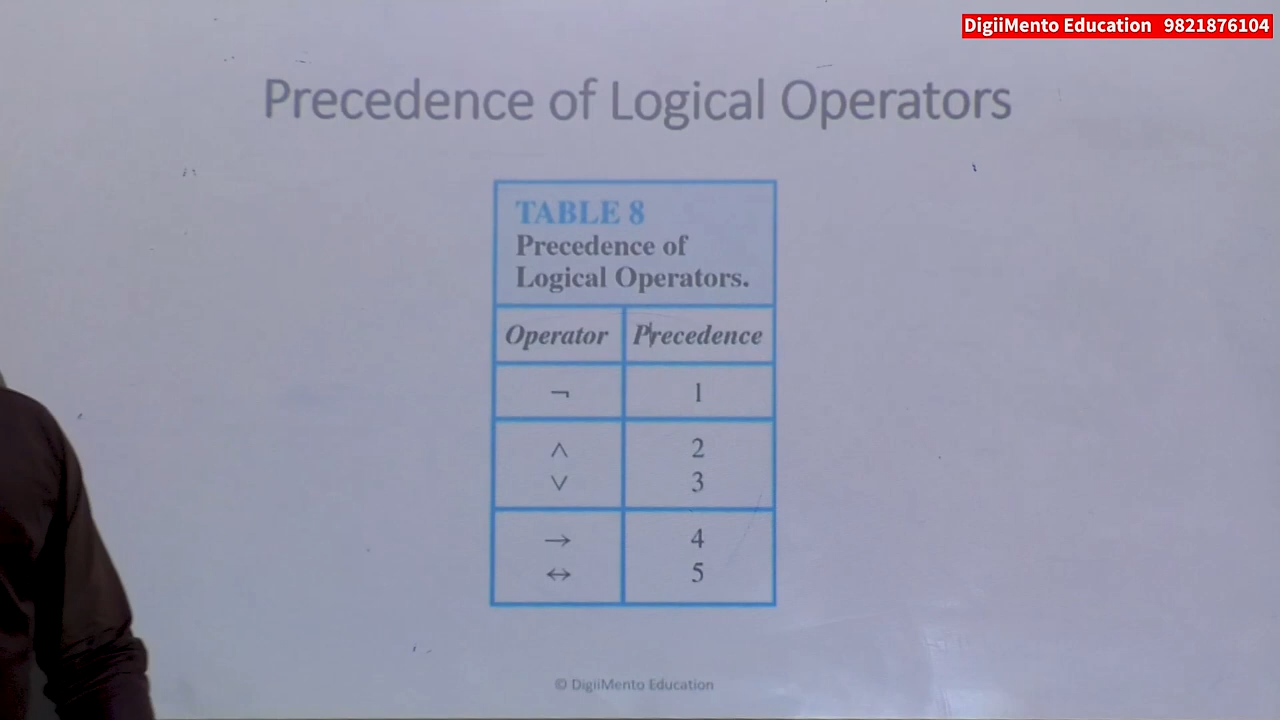 DigiiMento Education 9821876104
Precedence of Logical Operators
TABLE 8
Precedence of
Logical Operators.
Operator Precedence
¬ 1
∧ 2
∨ 3
→ 4
↔ 5
© DigiiMento Education